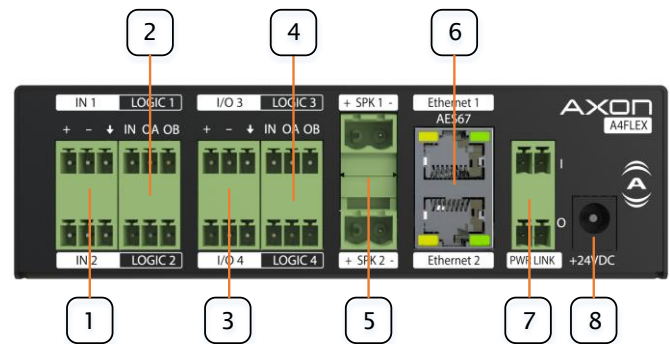 2 4 6
IN 1 LOGIC 1 I/O 3 LOGIC 3 + SPK 1 - Ethernet 1
AES67
AXON
A4FLEX
+ - ↓ IN OA OB + - ↓ IN OA OB
I
A
O
IN 2 LOGIC 2 I/O 4 LOGIC 4 + SPK 2 - Ethernet 2 PWR LINK +24VDC
1 3 5 7 8